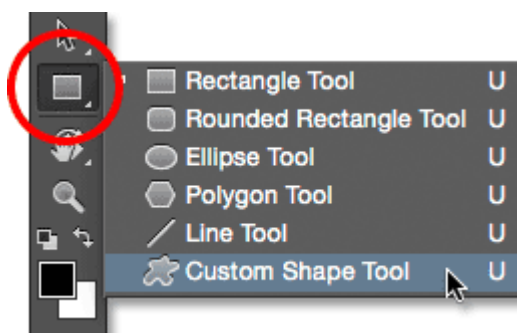 Rectangle Tool U
Rounded Rectangle Tool U
Ellipse Tool U
Polygon Tool U
Line Tool U
Custom Shape Tool U